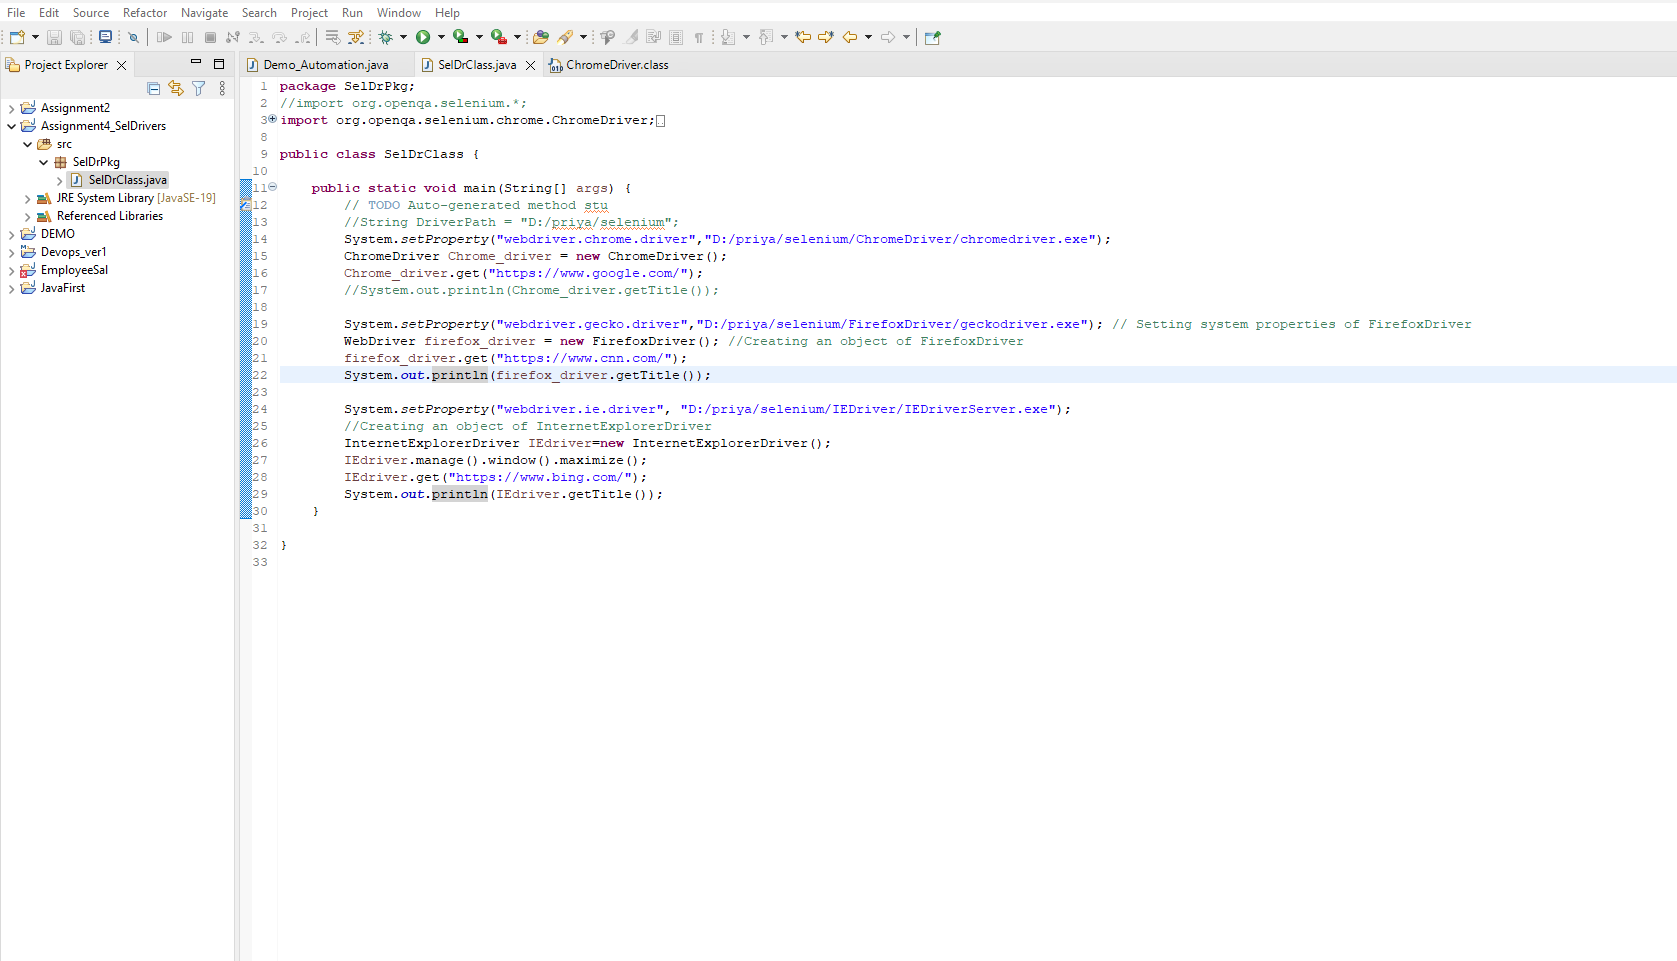 File Edit Source Refactor Navigate Search Project Run Window Help
Project Explorer
Assignment2
Assignment4_SelDrivers
src
SelDrPkg
SelDrClass.java
JRE System Library [JavaSE-19]
Referenced Libraries
DEMO
Devops_ver1
EmployeeSal
JavaFirst
Demo_Automation.java SelDrClass.java ChromeDriver.class
1 package SelDrPkg;
2 //import org.openqa.selenium.*;
3 import org.openqa.selenium.chrome.ChromeDriver;
8
9 public class SelDrClass {
10
11 public static void main(String[] args) {
12 // TODO Auto-generated method stu
13 //String DriverPath = "D:/priya/selenium";
14 System.setProperty("webdriver.chrome.driver","D:/priya/selenium/ChromeDriver/chromedriver.exe");
15 ChromeDriver Chrome_driver = new ChromeDriver();
16 Chrome_driver.get("https://www.google.com/");
17 //System.out.println(Chrome_driver.getTitle());
18
19 System.setProperty("webdriver.gecko.driver","D:/priya/selenium/FirefoxDriver/geckodriver.exe"); // Setting system properties of FirefoxDriver
20 WebDriver firefox_driver = new FirefoxDriver(); //Creating an object of FirefoxDriver
21 firefox_driver.get("https://www.cnn.com/");
22 System.out.println(firefox_driver.getTitle());
23
24 System.setProperty("webdriver.ie.driver", "D:/priya/selenium/IEDriver/IEDriverServer.exe");
25 //Creating an object of InternetExplorerDriver
26 InternetExplorerDriver IEdriver=new InternetExplorerDriver();
27 IEdriver.manage().window().maximize();
28 IEdriver.get("https://www.bing.com/");
29 System.out.println(IEdriver.getTitle());
30 }
31
32 }
33